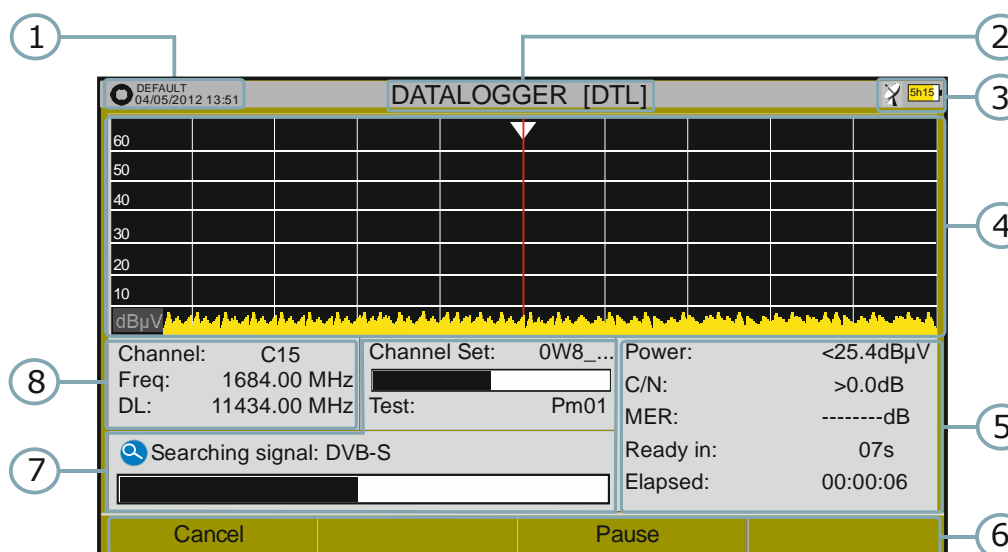 1
2
DEFAULT
04/05/2012 13:51
DATALOGGER [DTL]
5h15
3
60
50
40
30
20
10
dBµV
4
Channel: C15
Freq: 1684.00 MHz
DL: 11434.00 MHz
8
Channel Set: 0W8_...
Test: Pm01
Power: <25.4dBµV
C/N: >0.0dB
MER: --------dB
Ready in: 07s
Elapsed: 00:00:06
5
7
Searching signal: DVB-S
Cancel
Pause
6